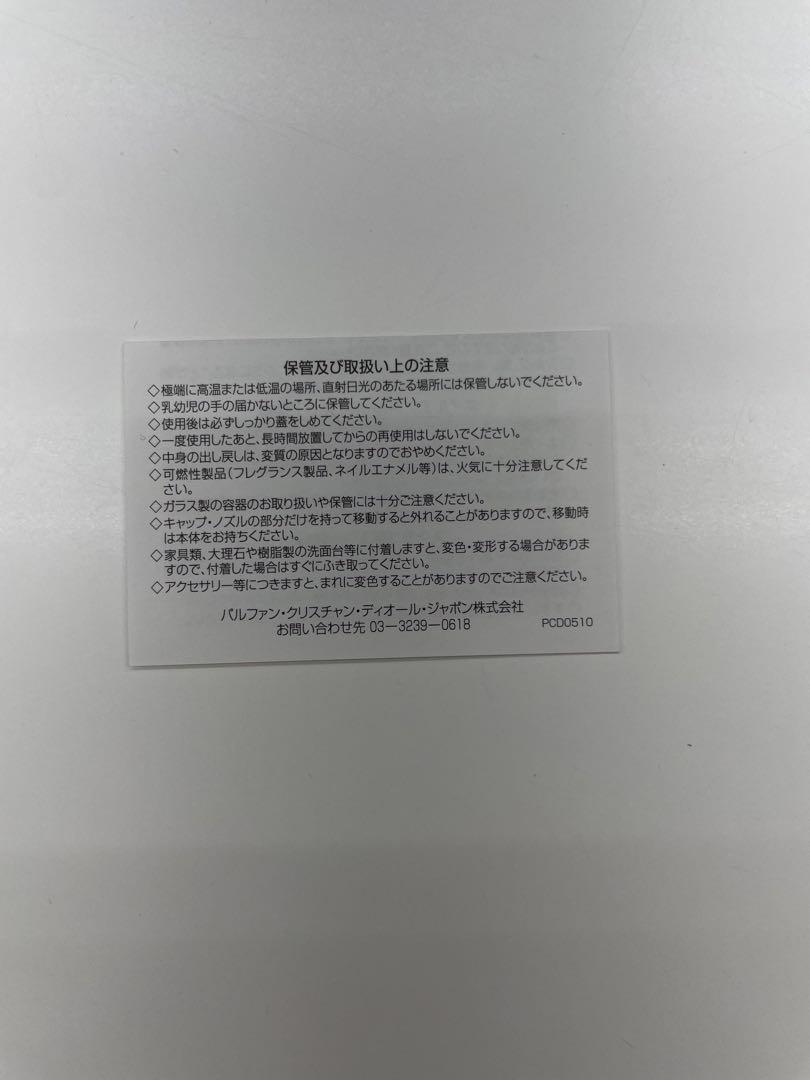 保管及び取扱い上の注意
◇極端に高温または低温の場所、直射日光のあたる場所には保管しないでください。
◇乳幼児の手の届かないところに保管してください。
◇使用後は必ずしっかり蓋をしめてください。
◇一度使用したあと、長時間放置してからの再使用はしないでください。
◇中身の出し戻しは、変質の原因となりますのでおやめください。
◇可燃性製品(フレグランス製品、ネイルエナメル等)は、火気に十分注意してくだ
さい。
◇ガラス製の容器のお取り扱いや保管には十分ご注意ください。
◇キャップ・ノズルの部分だけを持って移動すると外れることがありますので、移動時
は本体をお持ちください。
◇家具類、大理石や樹脂製の洗面台等に付着しますと、変色・変形する場合がありま
すので、付着した場合はすぐにふき取ってください。
◇アクセサリー等につきますと、まれに変色することがありますのでご注意ください。
パルファン・クリスチャン・ディオール・ジャポン株式会社
お問い合わせ先 03-3239-0618 PCD0510